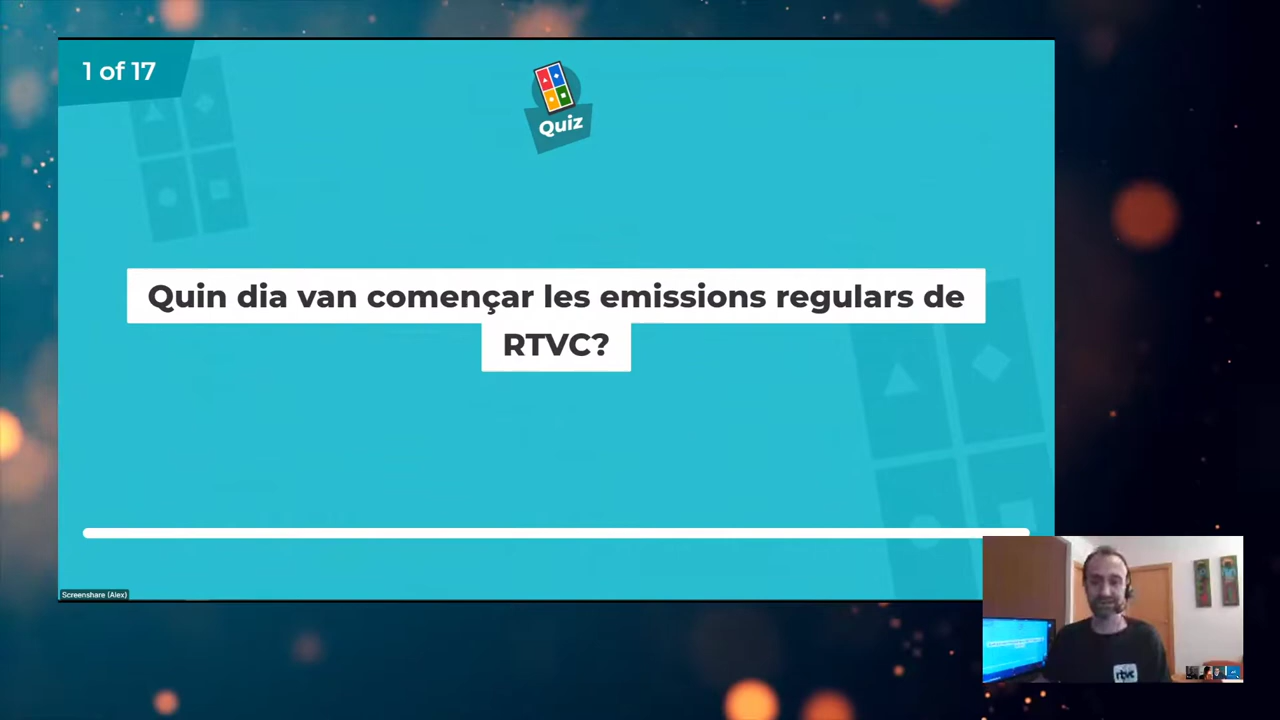 1 of 17
Quiz
Quin dia van començar les emissions regulars de
RTVC?
Screenshare (Alex)
rtvc